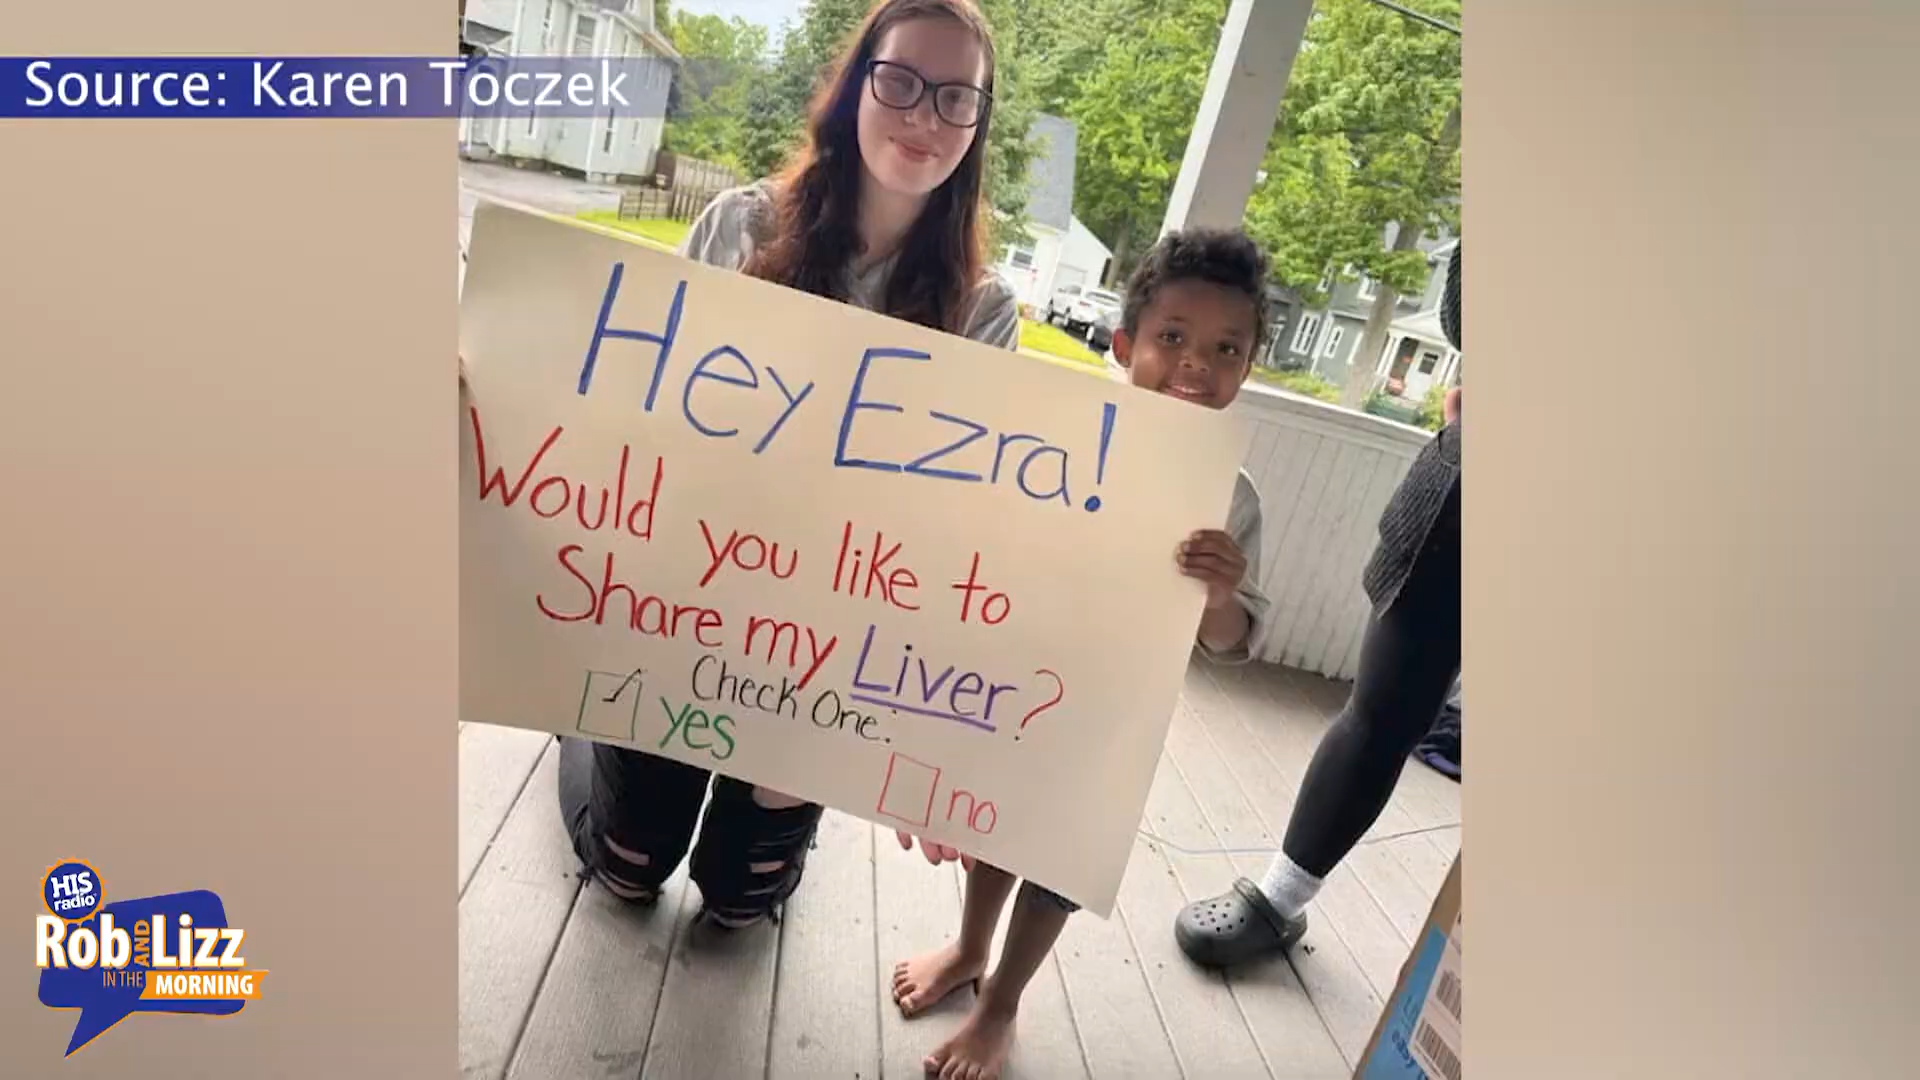 Source: Karen Toczek
Hey Ezra!
Would you like to
Share my Liver?
Check One:
yes
no
HIS
radio
Rob AND Lizz
IN THE MORNING